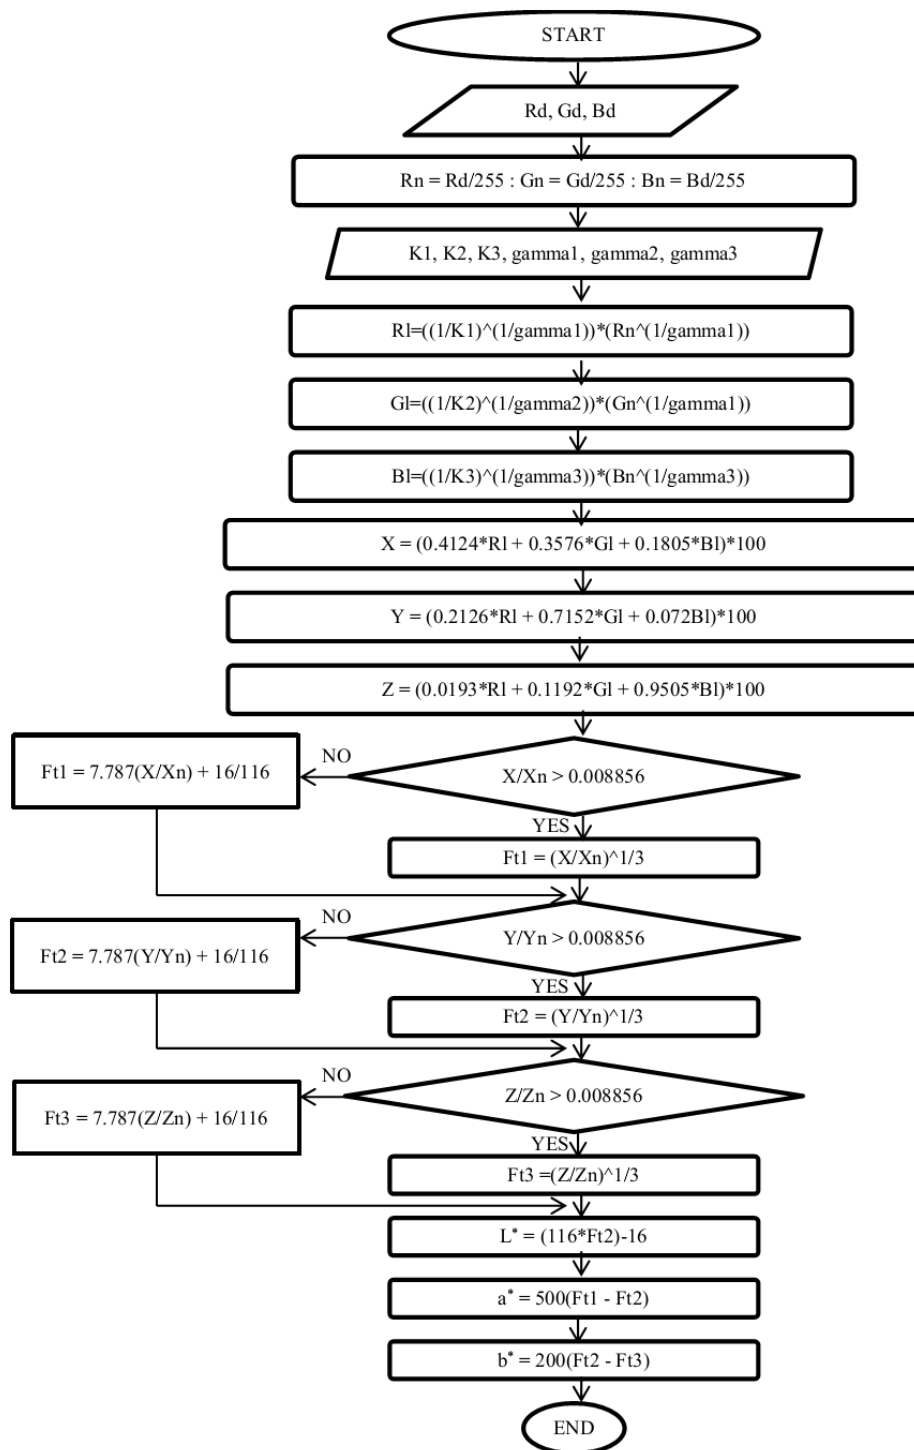 START
Rd, Gd, Bd
Rn = Rd/255 : Gn = Gd/255 : Bn = Bd/255
K1, K2, K3, gamma1, gamma2, gamma3
Rl=((1/K1)^(1/gamma1))*(Rn^(1/gamma1))
Gl=((1/K2)^(1/gamma2))*(Gn^(1/gamma1))
Bl=((1/K3)^(1/gamma3))*(Bn^(1/gamma3))
X = (0.4124*Rl + 0.3576*Gl + 0.1805*Bl)*100
Y = (0.2126*Rl + 0.7152*Gl + 0.072Bl)*100
Z = (0.0193*Rl + 0.1192*Gl + 0.9505*Bl)*100
X/Xn > 0.008856
NO
Ft1 = 7.787(X/Xn) + 16/116
YES
Ft1 = (X/Xn)^1/3
Y/Yn > 0.008856
NO
Ft2 = 7.787(Y/Yn) + 16/116
YES
Ft2 = (Y/Yn)^1/3
Z/Zn > 0.008856
NO
Ft3 = 7.787(Z/Zn) + 16/116
YES
Ft3 =(Z/Zn)^1/3
L* = (116*Ft2)-16
a* = 500(Ft1 - Ft2)
b* = 200(Ft2 - Ft3)
END